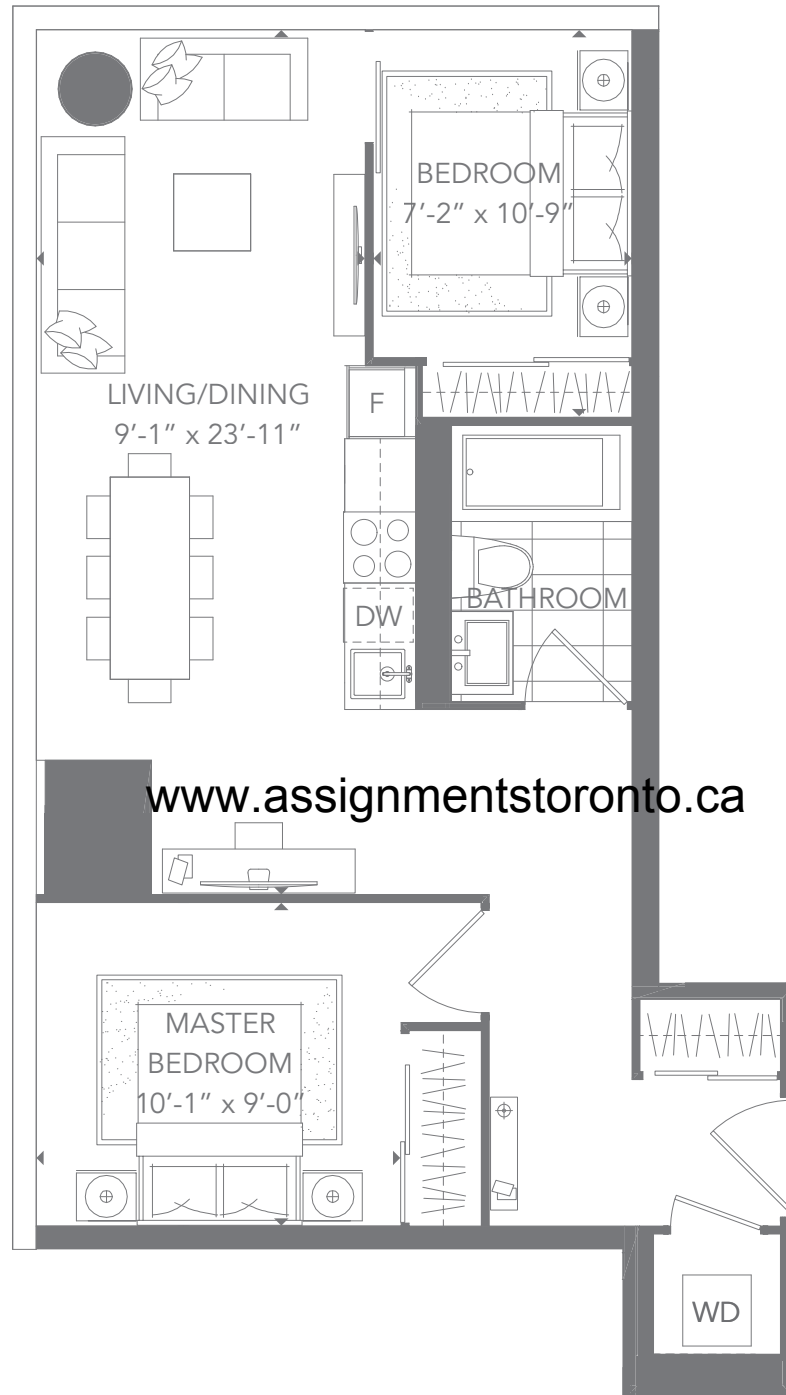 BEDROOM
7'-2" x 10'-9"
LIVING/DINING
9'-1" x 23'-11"
F
DW
BATHROOM
www.assignmentstoronto.ca
MASTER
BEDROOM
10'-1" x 9'-0"
WD